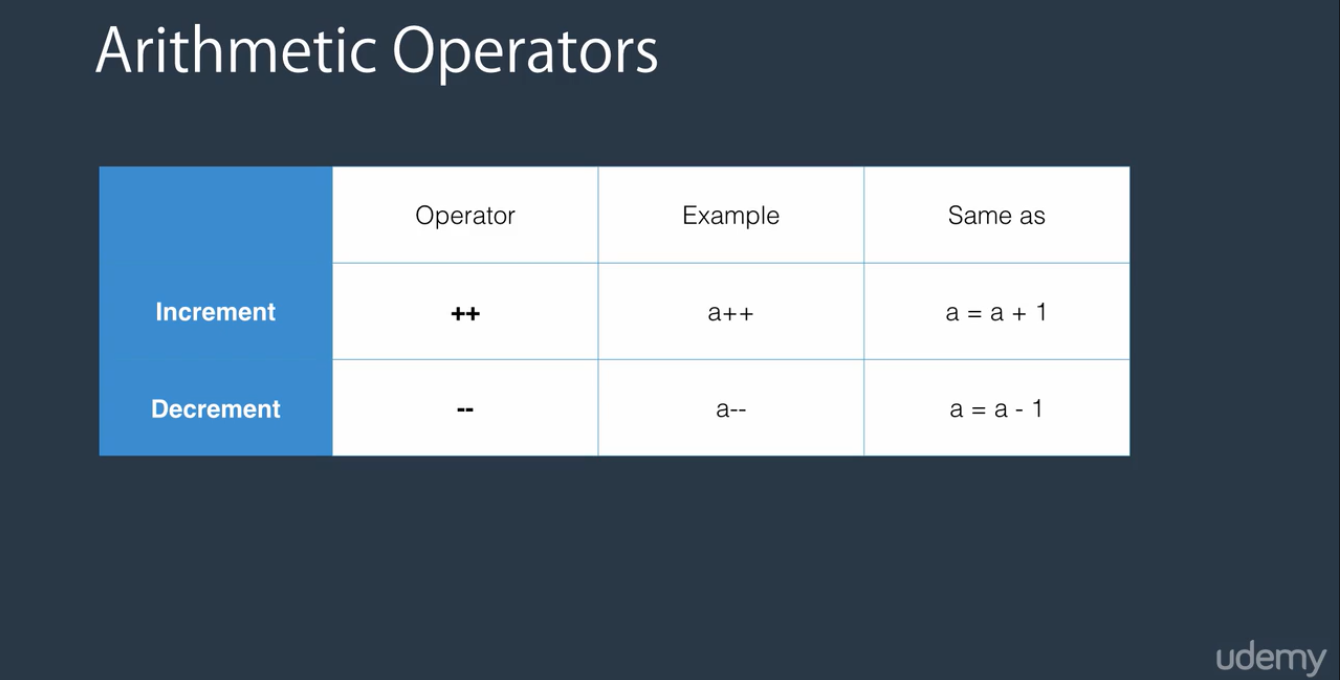 Arithmetic Operators
Operator Example Same as
Increment ++ a++ a = a + 1
Decrement -- a-- a = a - 1
udemy